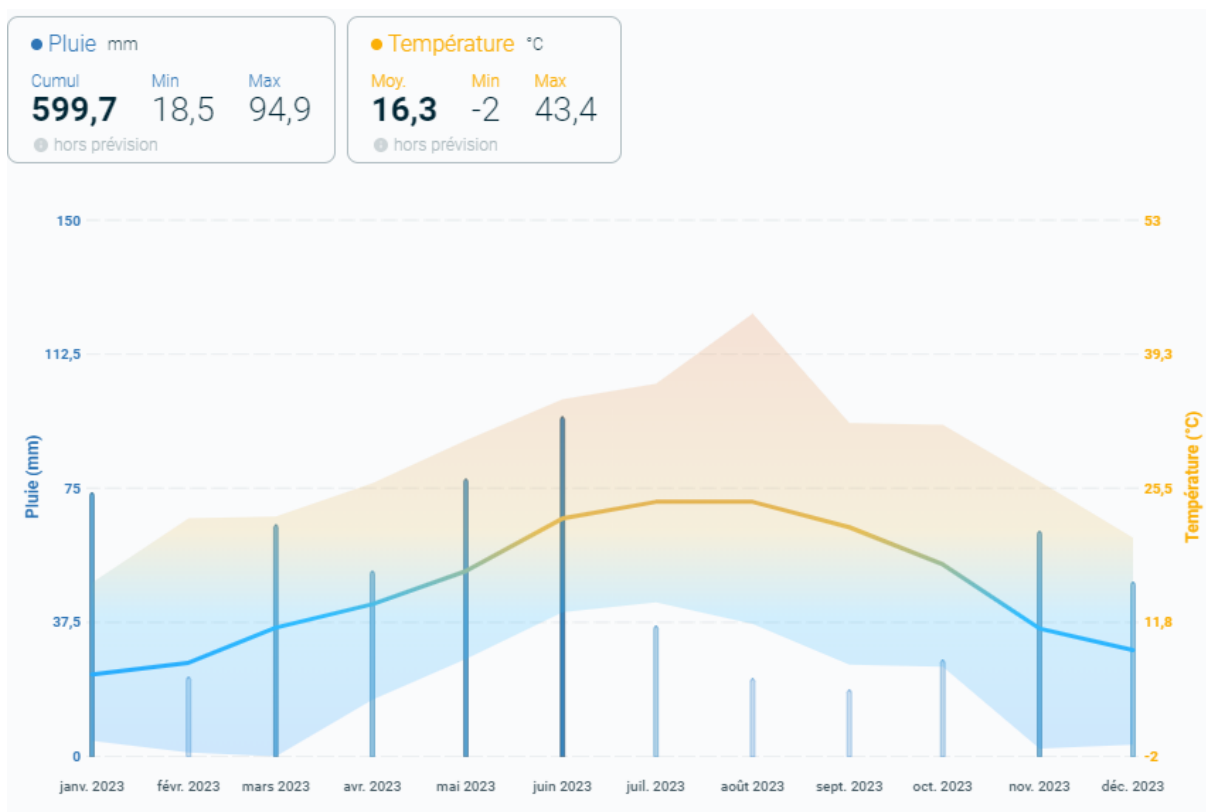 Pluie mm
Cumul Min Max
599,7 18,5 94,9
hors prévision
Température °C
Moy. Min Max
16,3 -2 43,4
hors prévision
Pluie (mm)
150
112,5
75
37,5
0
53
39,3
25,5
11,8
-2
Température (°C)
janv. 2023 févr. 2023 mars 2023 avr. 2023 mai 2023 juin 2023 juil. 2023 août 2023 sept. 2023 oct. 2023 nov. 2023 déc. 2023